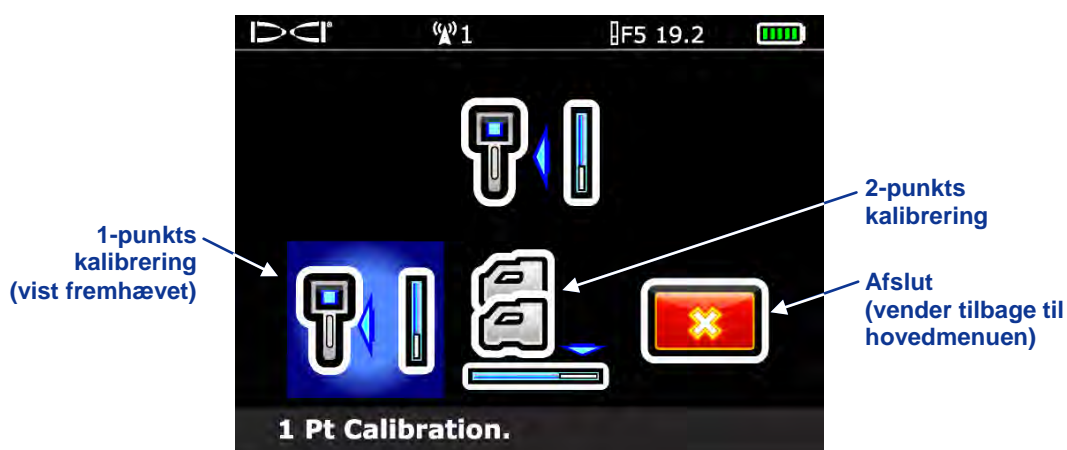 DCI®
1
F5 19.2
2-punkts
kalibrering
1-punkts
kalibrering
(vist fremhævet)
Afslut
(vender tilbage til
hovedmenuen)
1 Pt Calibration.